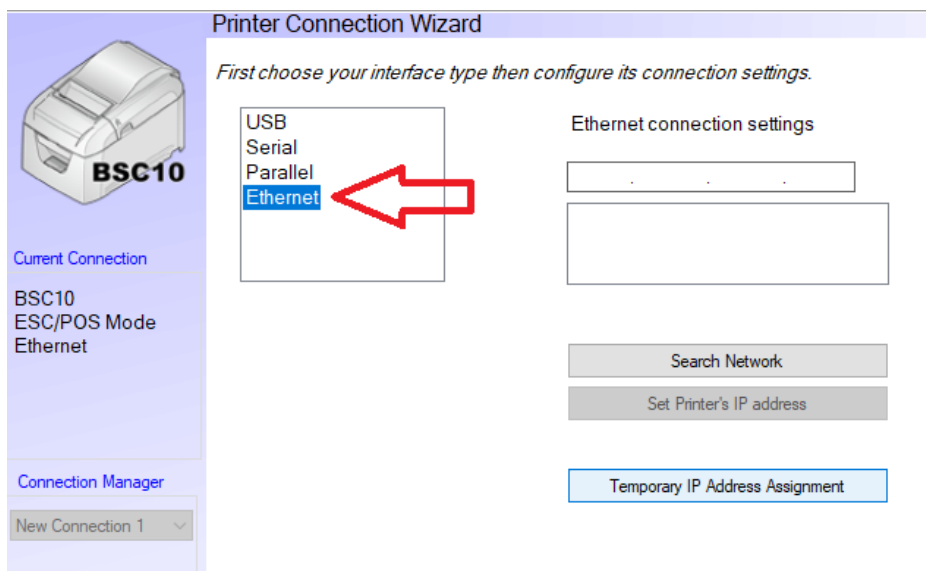 Printer Connection Wizard
First choose your interface type then configure its connection settings.
BSC10
USB
Serial
Parallel
Ethernet
Ethernet connection settings
. . .
Current Connection
BSC10
ESC/POS Mode
Ethernet
Search Network
Set Printer's IP address
Temporary IP Address Assignment
Connection Manager
New Connection 1